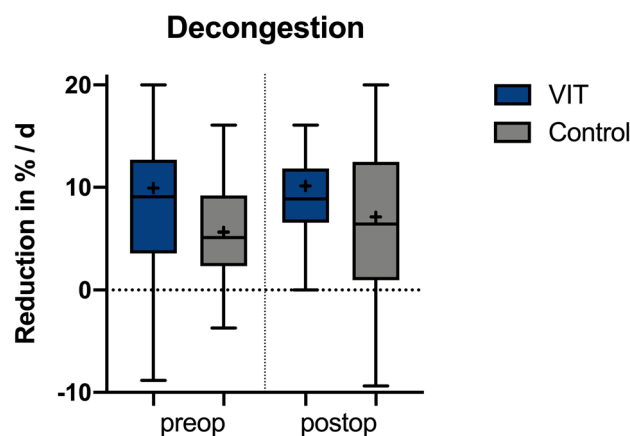 Decongestion
Reduction in % / d
20
10
0
-10
preop
postop
VIT
Control